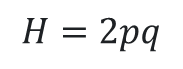 H = 2pq